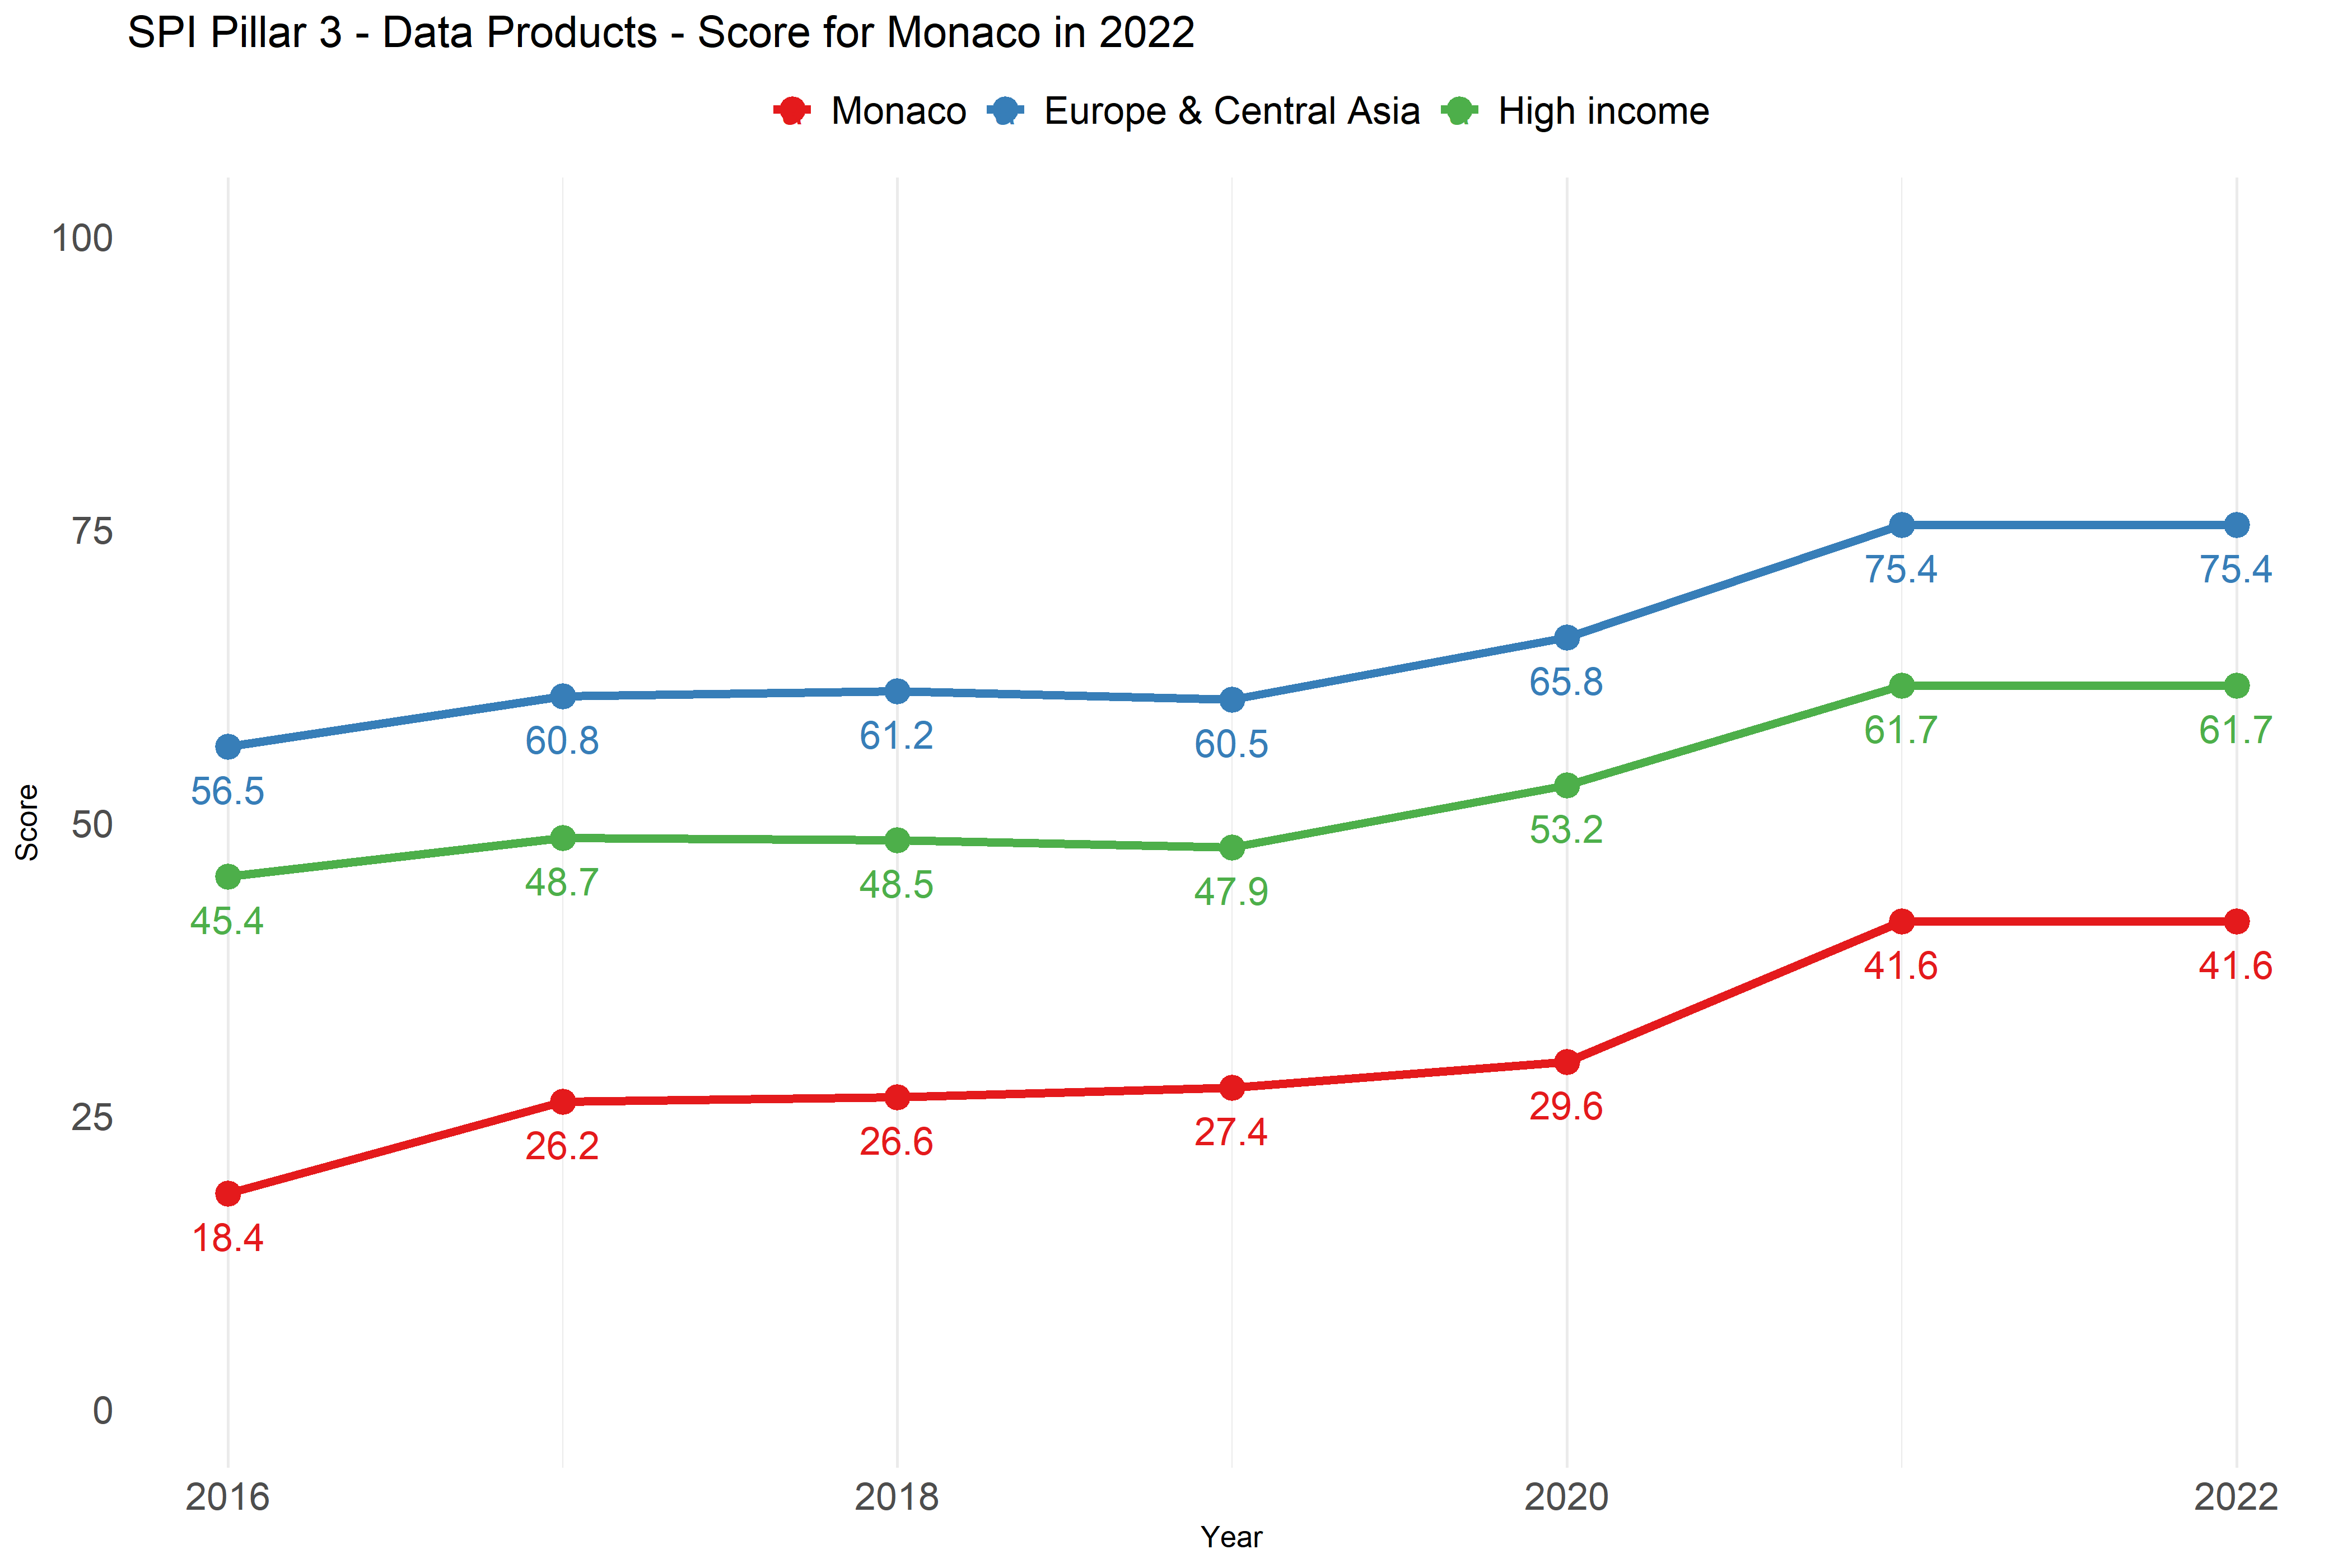 SPI Pillar 3 - Data Products - Score for Monaco in 2022
Monaco Europe & Central Asia High income
100
75
50
25
0
Score
56.5 60.8 61.2 60.5 65.8 75.4 75.4
45.4 48.7 48.5 47.9 53.2 61.7 61.7
18.4 26.2 26.6 27.4 29.6 41.6 41.6
2016 2018 2020 2022
Year